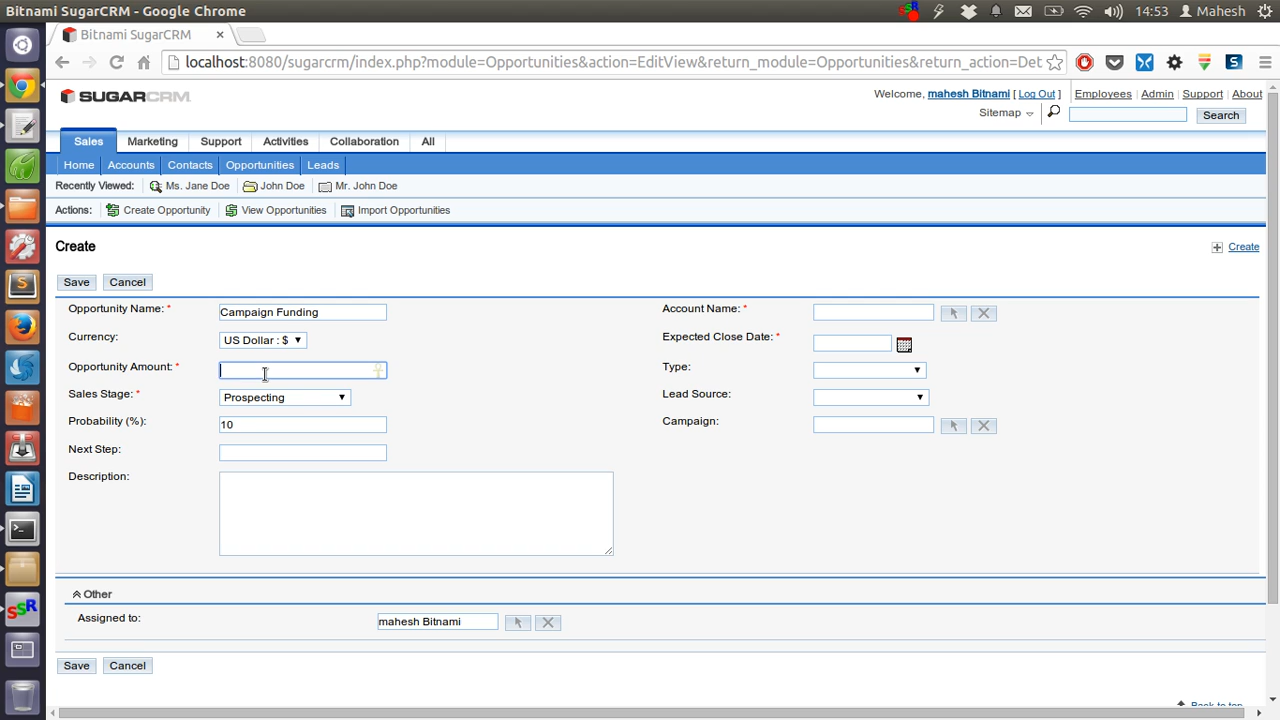 Bitnami SugarCRM - Google Chrome
14:53 Mahesh
Bitnami SugarCRM ×
localhost:8080/sugarcrm/index.php?module=Opportunities&action=EditView&return_module=Opportunities&return_action=Det
SUGARCRM.
Welcome, mahesh Bitnami [ Log Out ] Employees Admin Support About
Sitemap Search
Sales Marketing Support Activities Collaboration All
Home Accounts Contacts Opportunities Leads
Recently Viewed: Ms. Jane Doe John Doe Mr. John Doe
Actions: Create Opportunity View Opportunities Import Opportunities
Create
Create
Save Cancel
Opportunity Name: * Campaign Funding Account Name: *
Currency: US Dollar : $ Expected Close Date: *
Opportunity Amount: * Type:
Sales Stage: * Prospecting Lead Source:
Probability (%): 10 Campaign:
Next Step:
Description:
Other
Assigned to: mahesh Bitnami
Save Cancel
Back to top